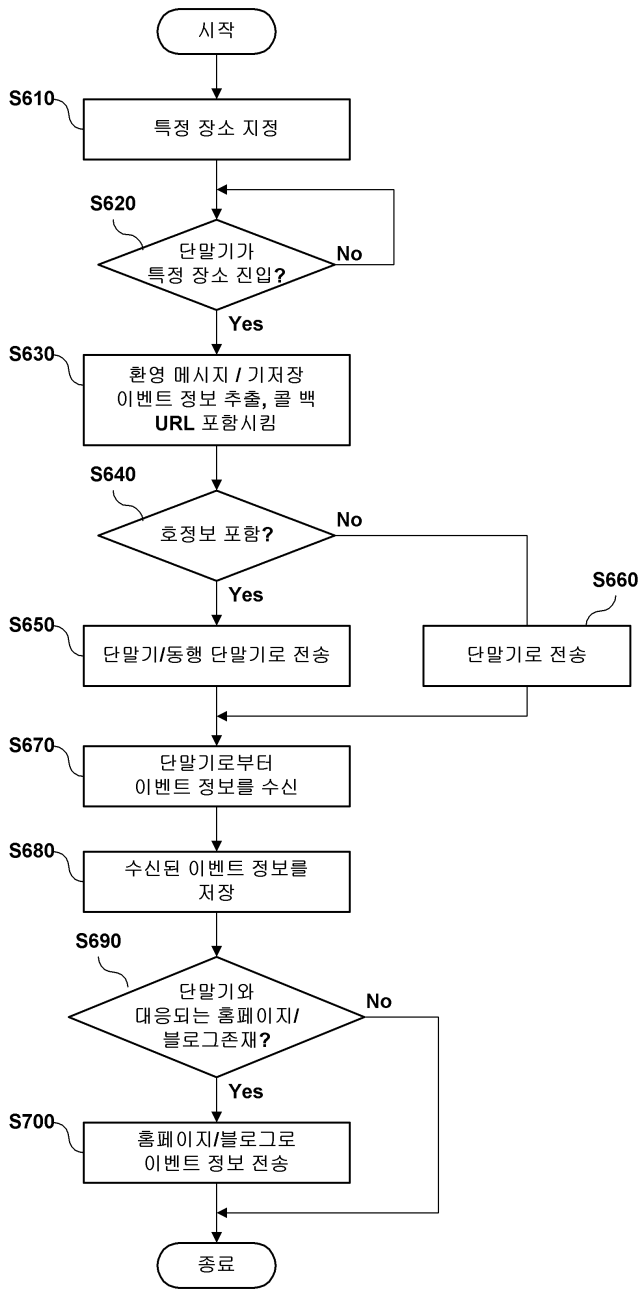 시작
S610
특정 장소 지정
S620
단말기가
특정 장소 진입?
No
Yes
S630
환영 메시지 / 기저장
이벤트 정보 추출, 콜 백
URL 포함시킴
S640
호정보 포함?
No
Yes
S650
단말기/동행 단말기로 전송
S660
단말기로 전송
S670
단말기로부터
이벤트 정보를 수신
S680
수신된 이벤트 정보를
저장
S690
단말기와
대응되는 홈페이지/
블로그존재?
No
Yes
S700
홈페이지/블로그로
이벤트 정보 전송
종료